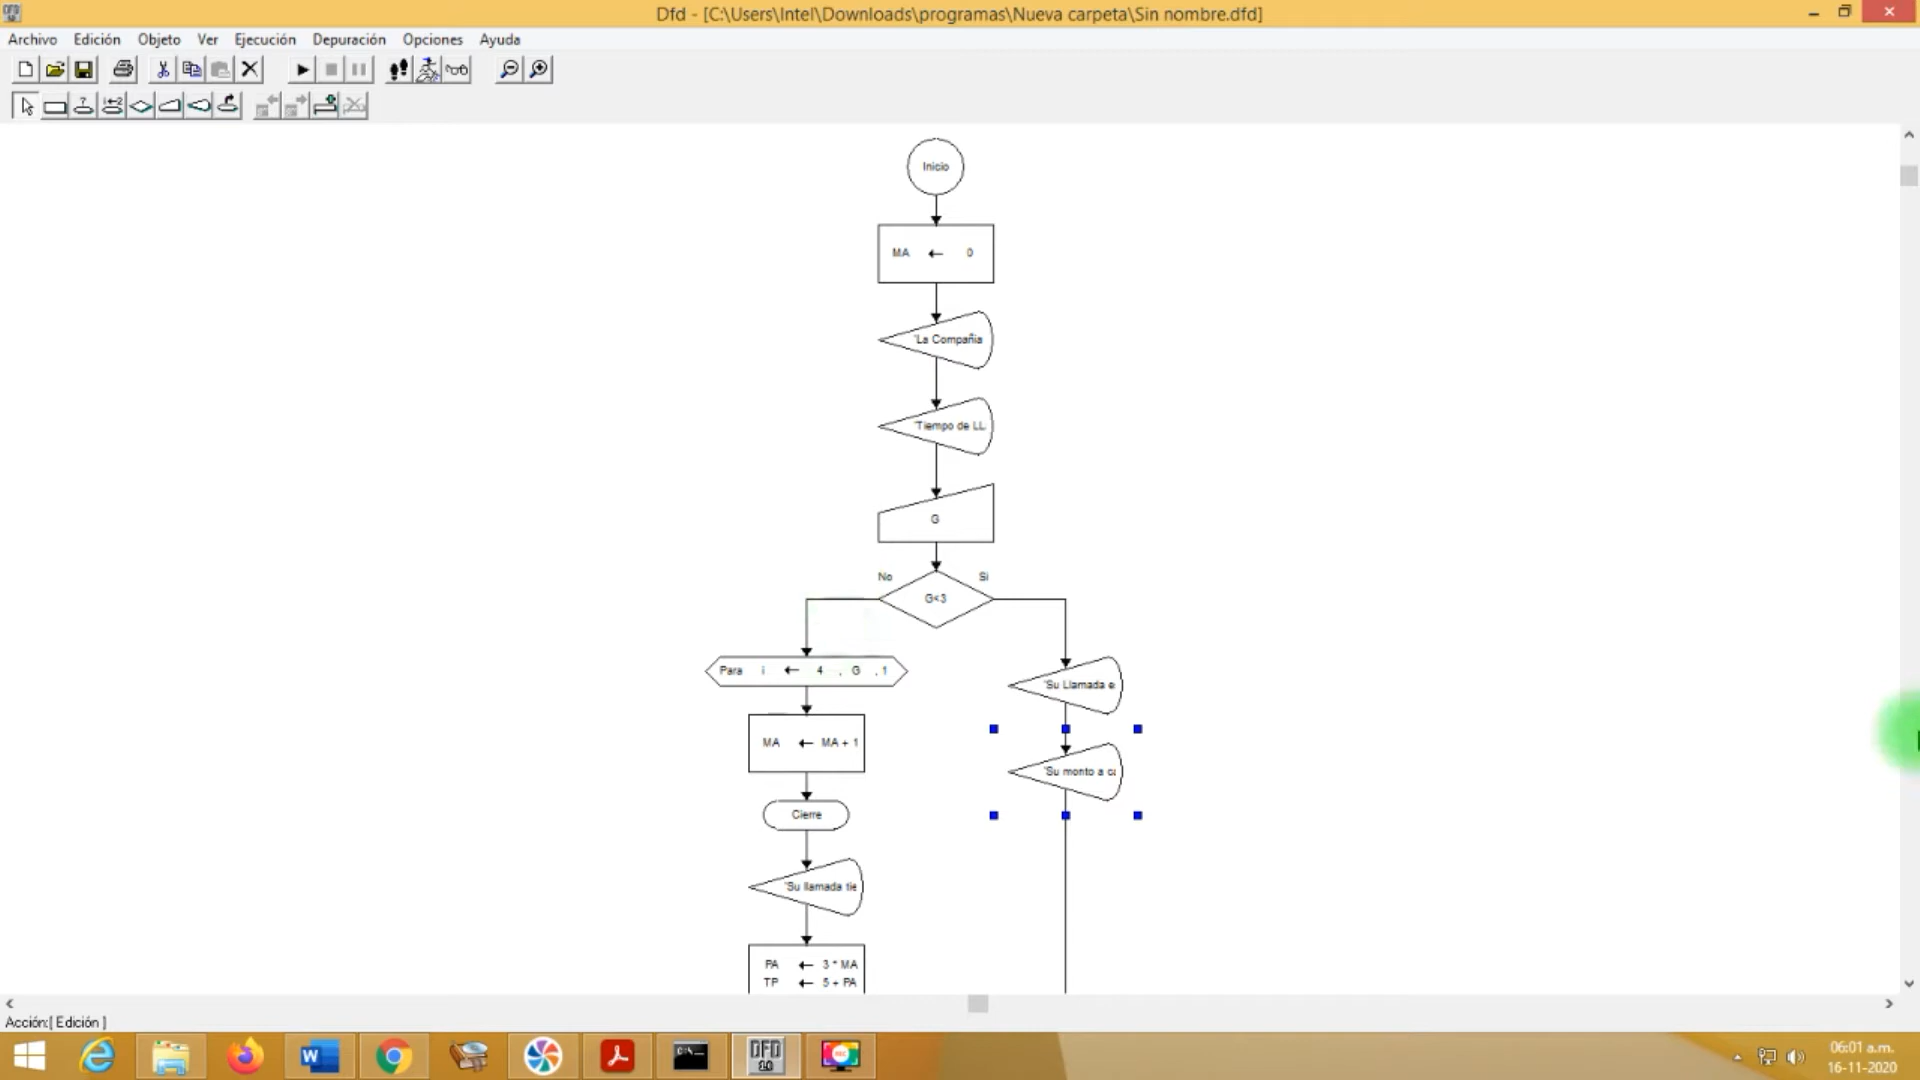 Dfd - [C:\Users\Intel\Downloads\programas\Nueva carpeta\Sin nombre.dfd]
Archivo Edición Objeto Ver Ejecución Depuración Opciones Ayuda
Inicio
MA ← 0
'La Compañia
'Tiempo de LL
G
No Si
G<3
Para i ← 4 , G , 1
'Su Llamada e
MA ← MA + 1
'Su monto a c
Cierre
'Su llamada tie
PA ← 3 * MA
TP ← 5 + PA
Acción:[ Edición ]
06:01 a.m.
16-11-2020